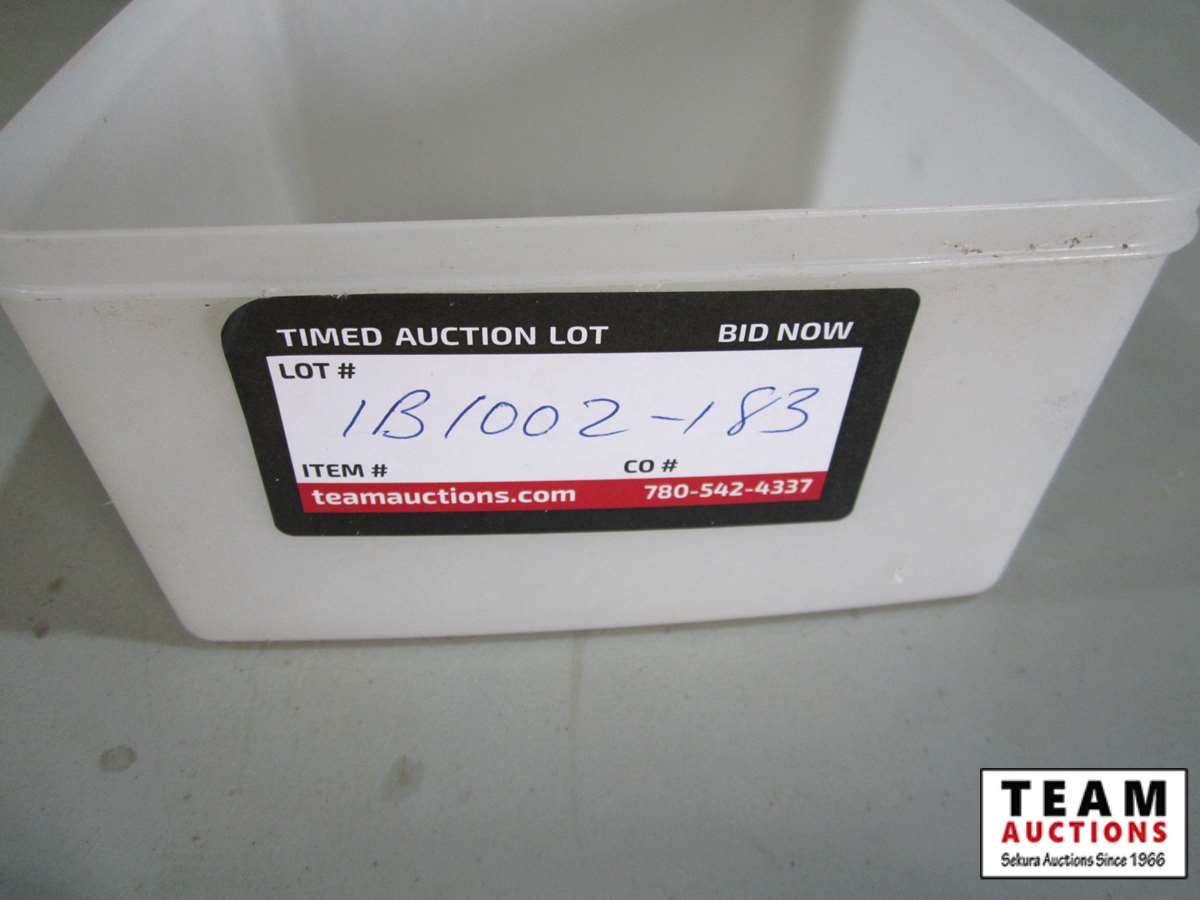 TIMED AUCTION LOT BID NOW
LOT #
1B1002-183
ITEM # CO #
teamauctions.com 780-542-4337
TEAM
AUCTIONS
Sekura Auctions Since 1966